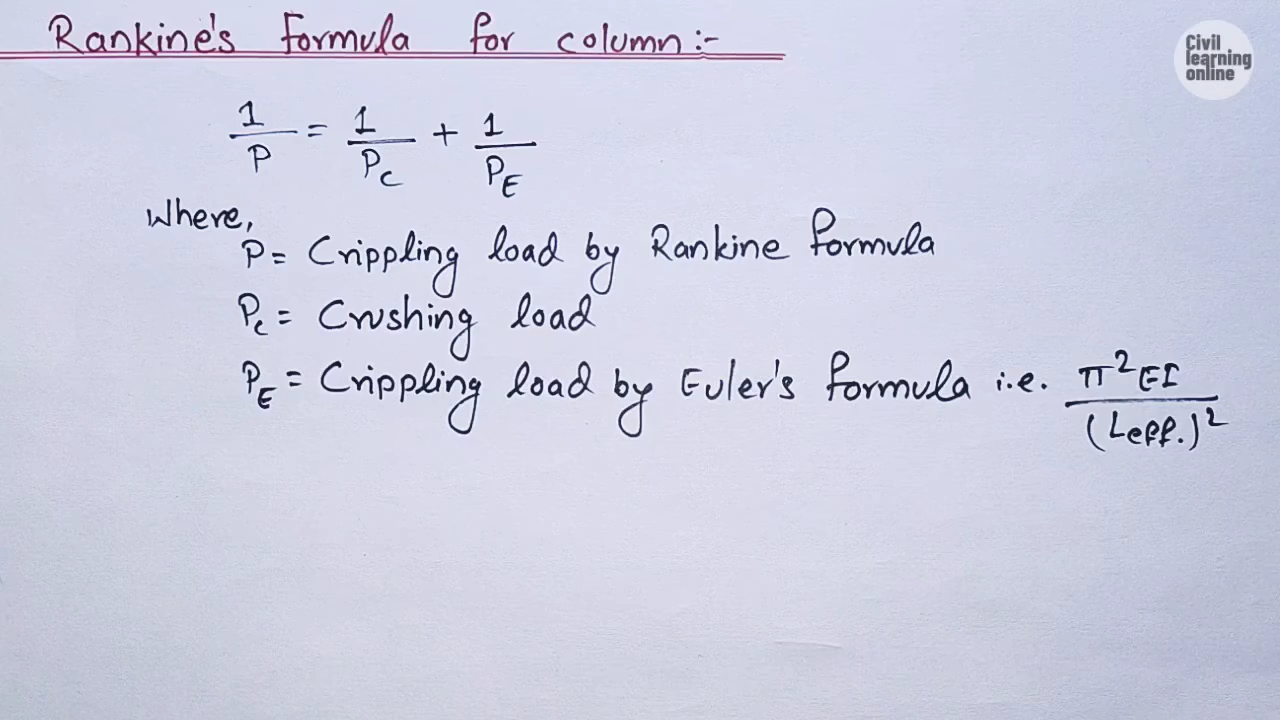 Rankine's Formula for column:-
Civil
learning
online
1/P = 1/Pc + 1/PE
Where,
P = Crippling load by Rankine formula
Pc = Crushing load
PE = Crippling load by Euler's formula i.e. π²EI/(Leff.)²